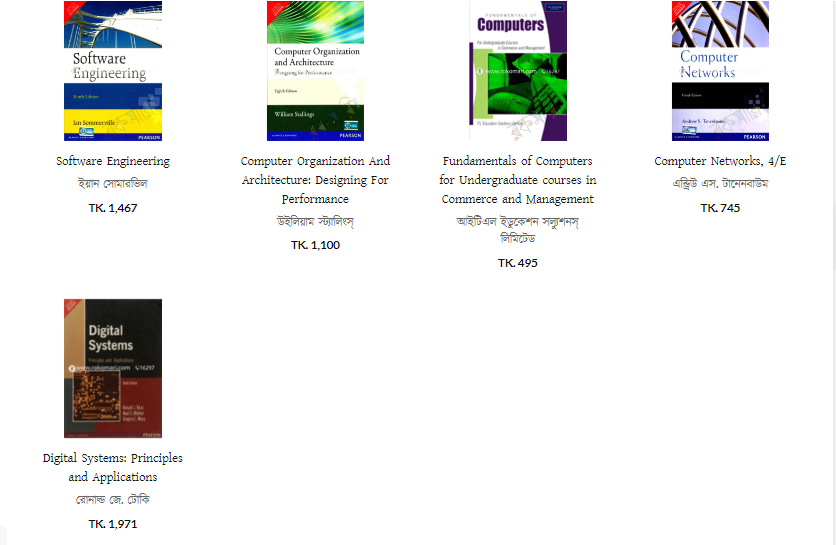 Software
Engineering
Ninth Edition
Ian Sommerville
PEARSON
Computer Organization
and Architecture
Designing for Performance
Eighth Edition
William Stallings
PEARSON
FUNDAMENTALS OF
Computers
For Undergraduate Courses
in Commerce and Management
www.rokomari.com 16297
ITL Education Solutions Limited
PEARSON
Computer
Networks
Fourth Edition
Andrew S. Tanenbaum
PEARSON
Software Engineering
ইয়ান সোমারভিল
TK. 1,467
Computer Organization And
Architecture: Designing For
Performance
উইলিয়াম স্ট্যালিংস্
TK. 1,100
Fundamentals of Computers
for Undergraduate courses in
Commerce and Management
আইটিএল ইডুকেশন সল্যুশনস্
লিমিটেড
TK. 495
Computer Networks, 4/E
এন্ড্রিউ এস. টানেনবাউম
TK. 745
Digital
Systems
Principles and Applications
www.rokomari.com 16297
Tenth Edition
Ronald J. Tocci
Neal S. Widmer
Gregory L. Moss
PEARSON
Digital Systems: Principles
and Applications
রোনাল্ড জে. টোকি
TK. 1,971